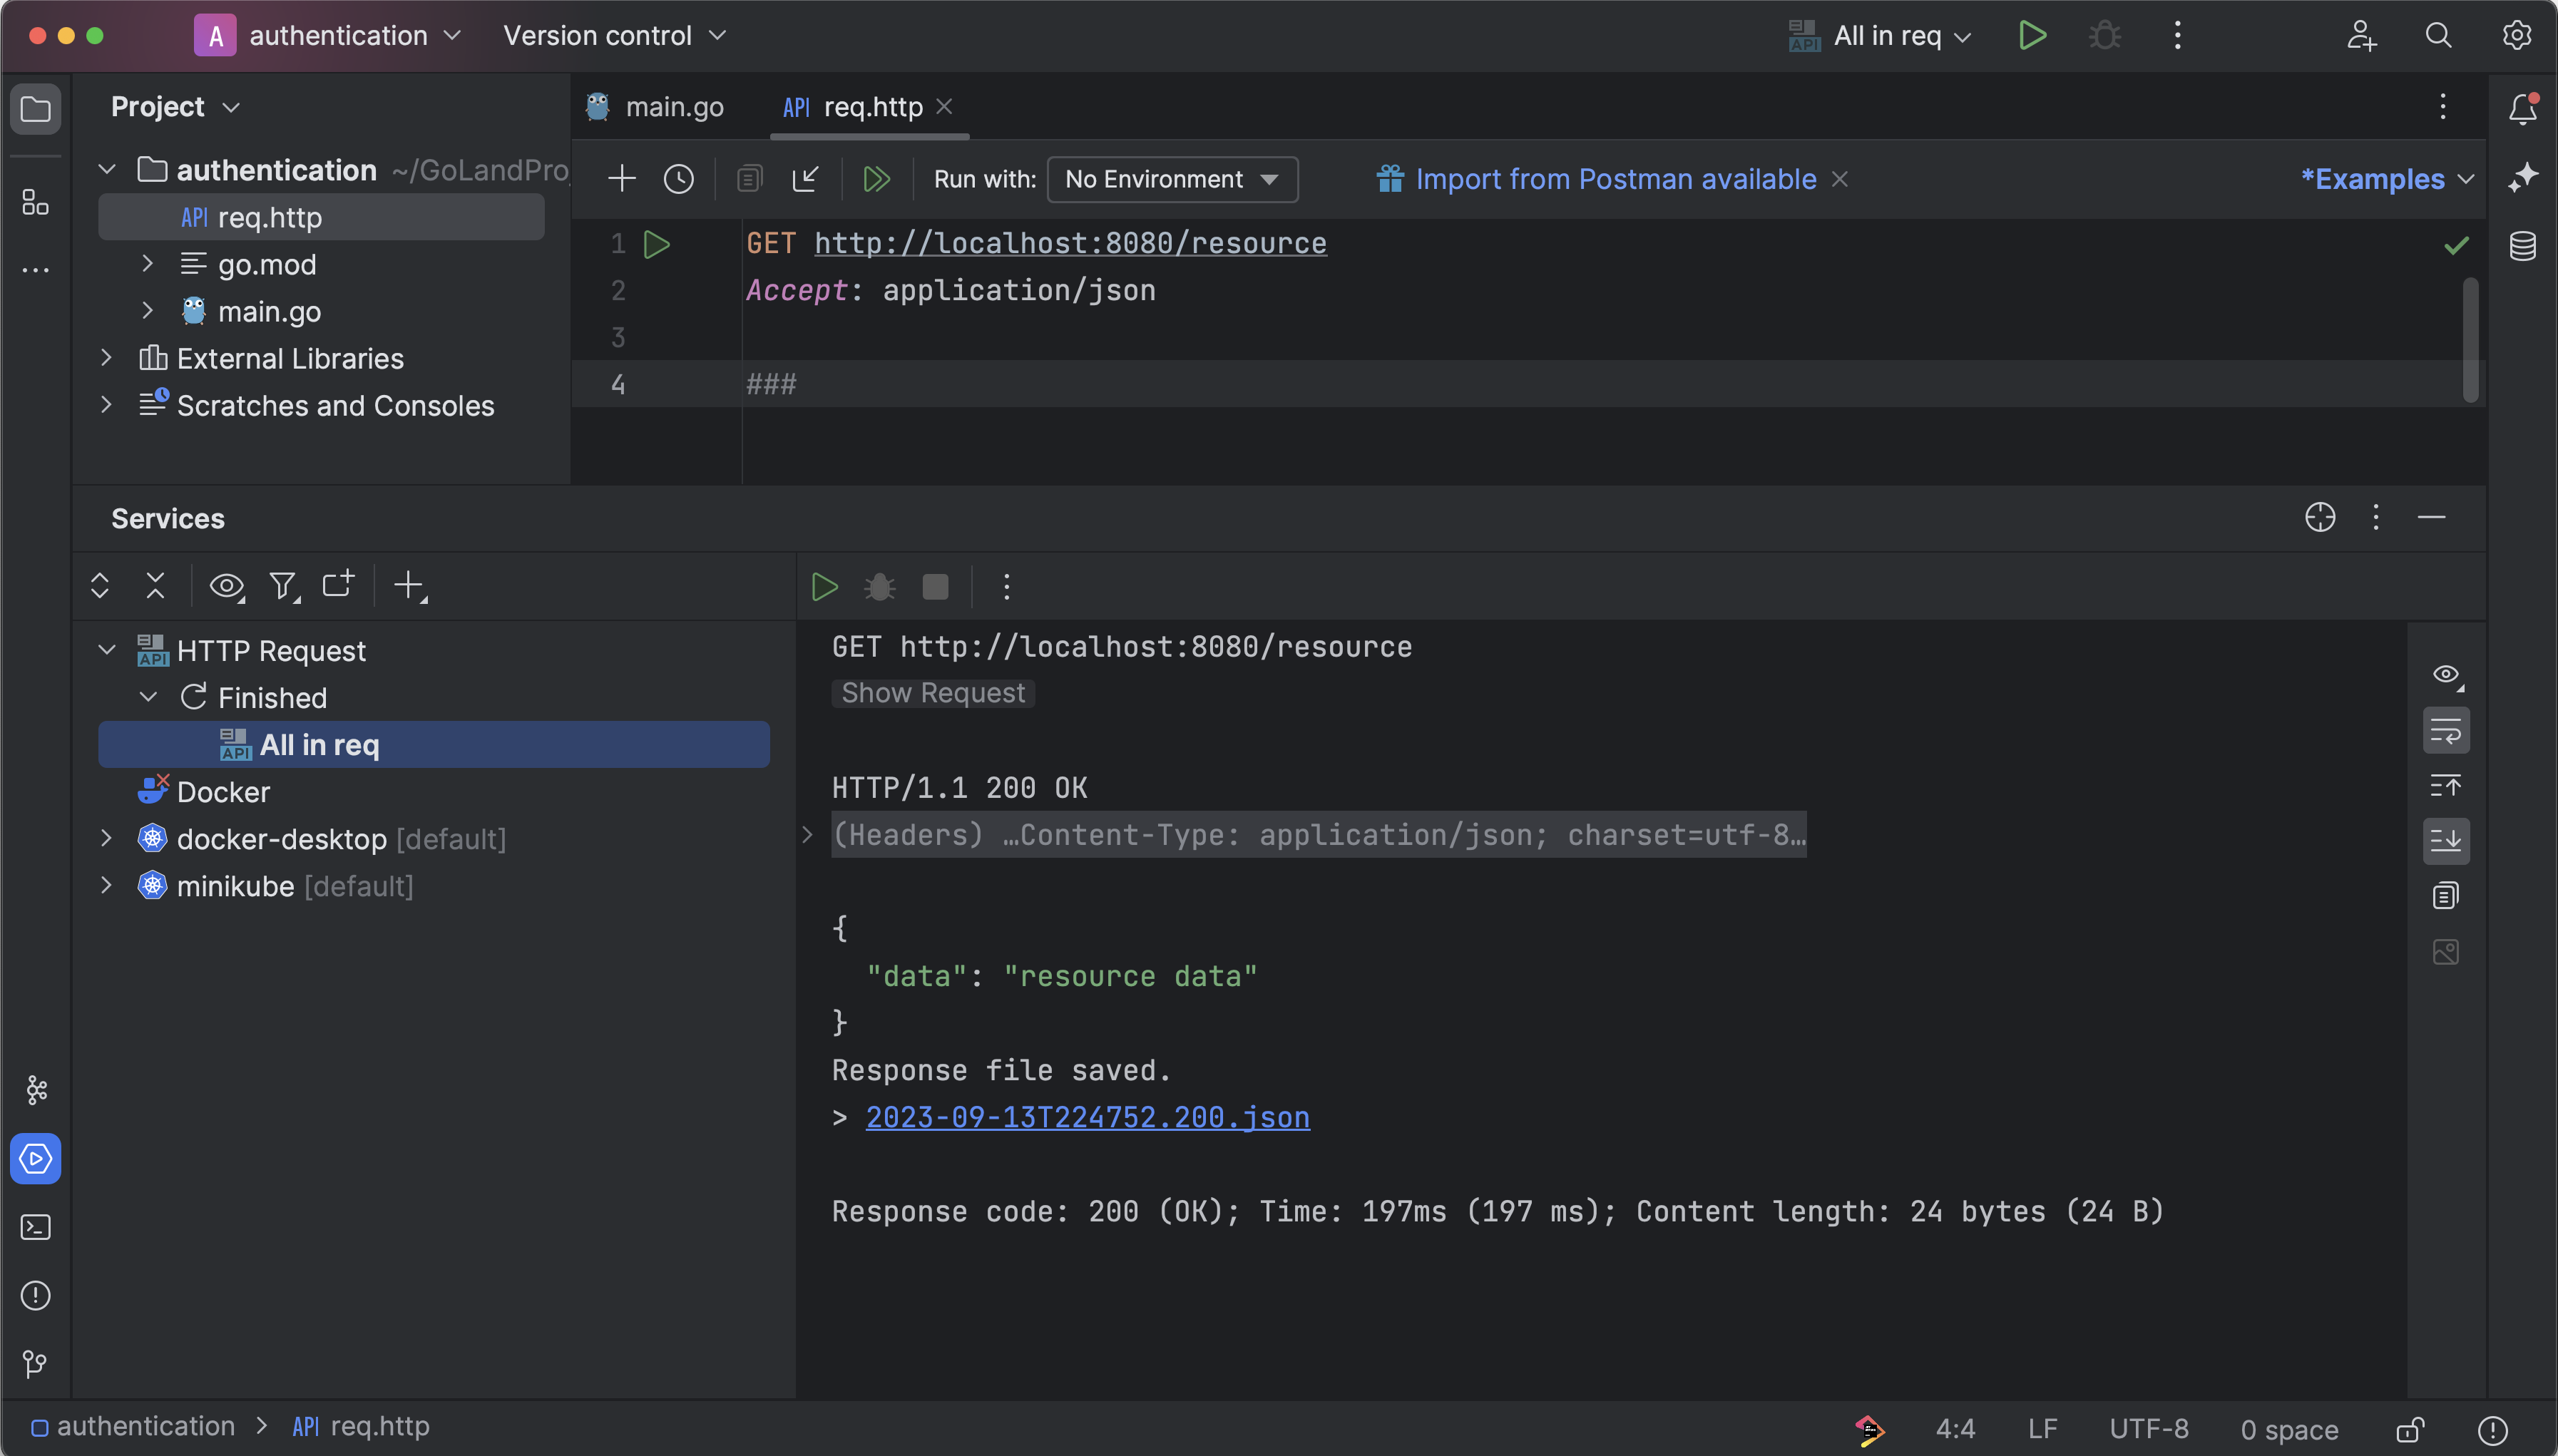 A authentication Version control
API All in req
Project
authentication ~/GoLandPro
API req.http
go.mod
main.go
External Libraries
Scratches and Consoles
main.go API req.http
Run with: No Environment Import from Postman available *Examples
1 GET http://localhost:8080/resource
2 Accept: application/json
3
4 ###
Services
API HTTP Request
Finished
API All in req
Docker
docker-desktop [default]
minikube [default]
GET http://localhost:8080/resource
Show Request
HTTP/1.1 200 OK
(Headers) …Content-Type: application/json; charset=utf-8…
{
"data": "resource data"
}
Response file saved.
> 2023-09-13T224752.200.json
Response code: 200 (OK); Time: 197ms (197 ms); Content length: 24 bytes (24 B)
authentication > API req.http
4:4 LF UTF-8 0 space